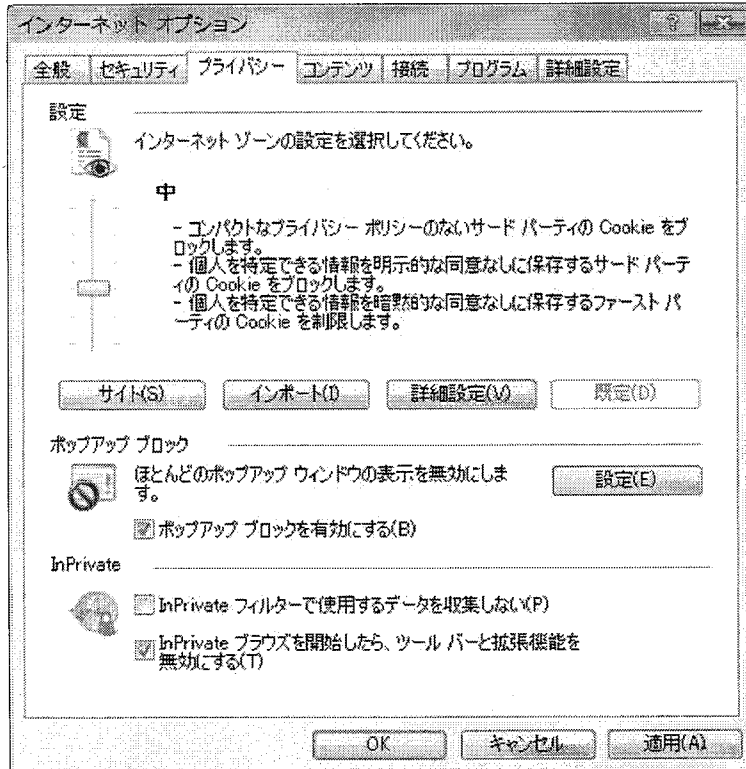 インターネット オプション
全般 セキュリティ プライバシー コンテンツ 接続 プログラム 詳細設定
設定
インターネット ゾーンの設定を選択してください。
中
- コンパクトなプライバシー ポリシーのないサード パーティの Cookie をブ
ロックします。
- 個人を特定できる情報を明示的な同意なしに保存するサード パーテ
ィの Cookie をブロックします。
- 個人を特定できる情報を暗黙的な同意なしに保存するファースト パ
ーティの Cookie を制限します。
サイト(S) インポート(I) 詳細設定(V) 既定(D)
ポップアップ ブロック
ほとんどのポップアップ ウィンドウの表示を無効にしま
す。
設定(E)
ポップアップ ブロックを有効にする(B)
InPrivate
InPrivate フィルターで使用するデータを収集しない(P)
InPrivate ブラウズを開始したら、ツール バーと拡張機能を
無効にする(T)
OK キャンセル 適用(A)